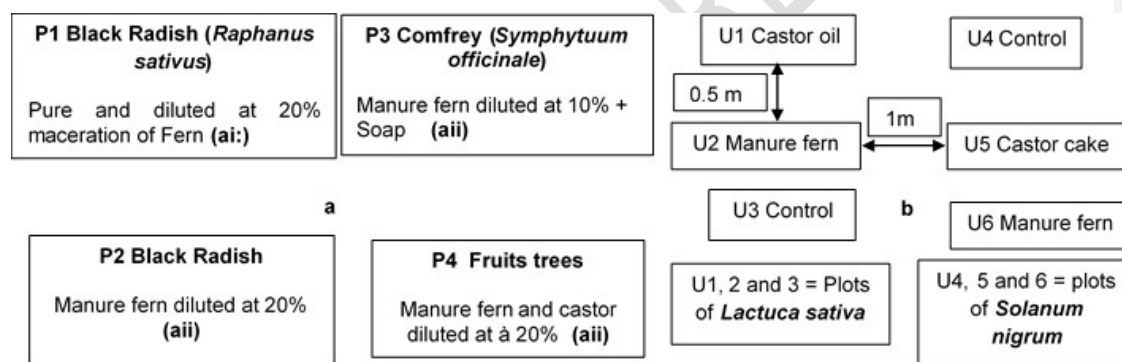 P1 Black Radish (Raphanus
sativus)
Pure and diluted at 20%
maceration of Fern (ai:)
P3 Comfrey (Symphytuum
officinale)
Manure fern diluted at 10% +
Soap (aii)
a
P2 Black Radish
Manure fern diluted at 20%
(aii)
P4 Fruits trees
Manure fern and castor
diluted at à 20% (aii)
U1 Castor oil
U4 Control
0.5 m
1m
U2 Manure fern
U5 Castor cake
U3 Control
b
U6 Manure fern
U1, 2 and 3 = Plots
of Lactuca sativa
U4, 5 and 6 = plots
of Solanum
nigrum